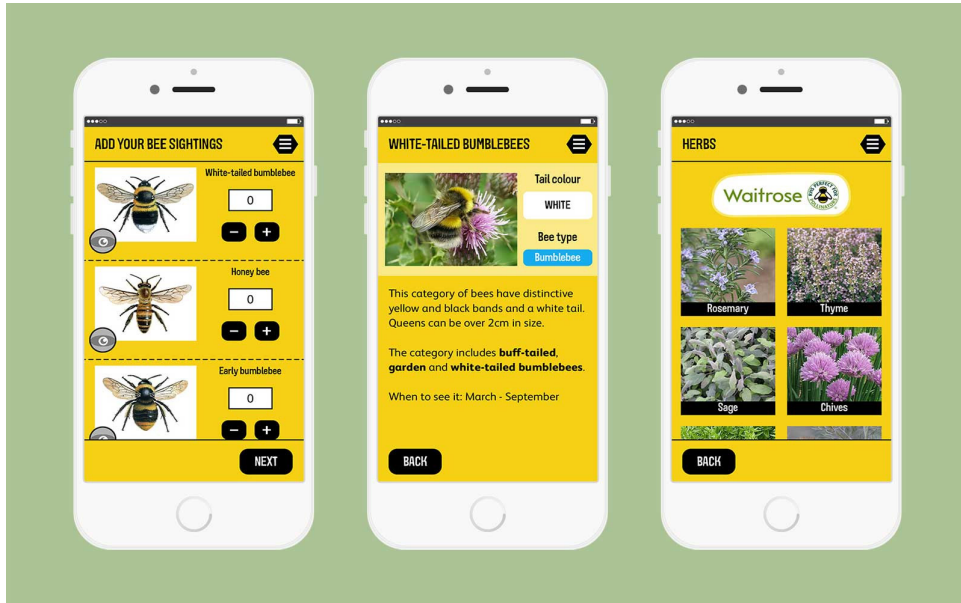 ADD YOUR BEE SIGHTINGS
White-tailed bumblebee
0
- +
Honey bee
0
- +
Early bumblebee
0
- +
NEXT
WHITE-TAILED BUMBLEBEES
Tail colour
WHITE
Bee type
Bumblebee
This category of bees have distinctive
yellow and black bands and a white tail.
Queens can be over 2cm in size.
The category includes buff-tailed,
garden and white-tailed bumblebees.
When to see it: March - September
BACK
HERBS
Waitrose
PERFECT FOR
POLLINATORS
Rosemary
Thyme
Sage
Chives
BACK